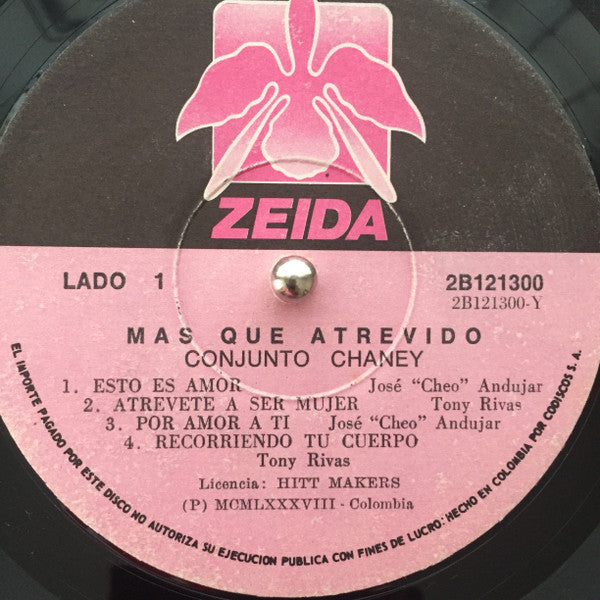 ZEIDA
LADO 1
2B121300
2B121300-Y
MAS QUE ATREVIDO
CONJUNTO CHANEY
1. ESTO ES AMOR José "Cheo" Andujar
2. ATREVETE A SER MUJER Tony Rivas
3. POR AMOR A TI José "Cheo" Andujar
4. RECORRIENDO TU CUERPO
Tony Rivas
Licencia: HITT MAKERS
(P) MCMLXXXVIII - Colombia
EL IMPORTE PAGADO POR ESTE DISCO NO AUTORIZA SU EJECUCION PUBLICA CON FINES DE LUCRO: HECHO EN COLOMBIA POR CODISCOS S. A.